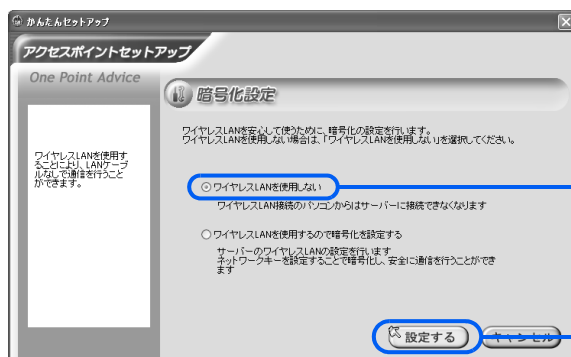 かんたんセットアップ
アクセスポイントセットアップ
One Point Advice
暗号化設定
ワイヤレスLANを安心して使うために、暗号化の設定を行います。
ワイヤレスLANを使用しない場合は、「ワイヤレスLANを使用しない」を選択してください。
ワイヤレスLANを使用す
ることにより、LANケーブ
ルなしで通信を行うこと
ができます。
ワイヤレスLANを使用しない
ワイヤレスLAN接続のパソコンからはサーバーに接続できなくなります
ワイヤレスLANを使用するので暗号化を設定する
サーバーのワイヤレスLANの設定を行います
ネットワークキーを設定することで暗号化し、安全に通信を行うことができ
ます
設定する
キャンセル